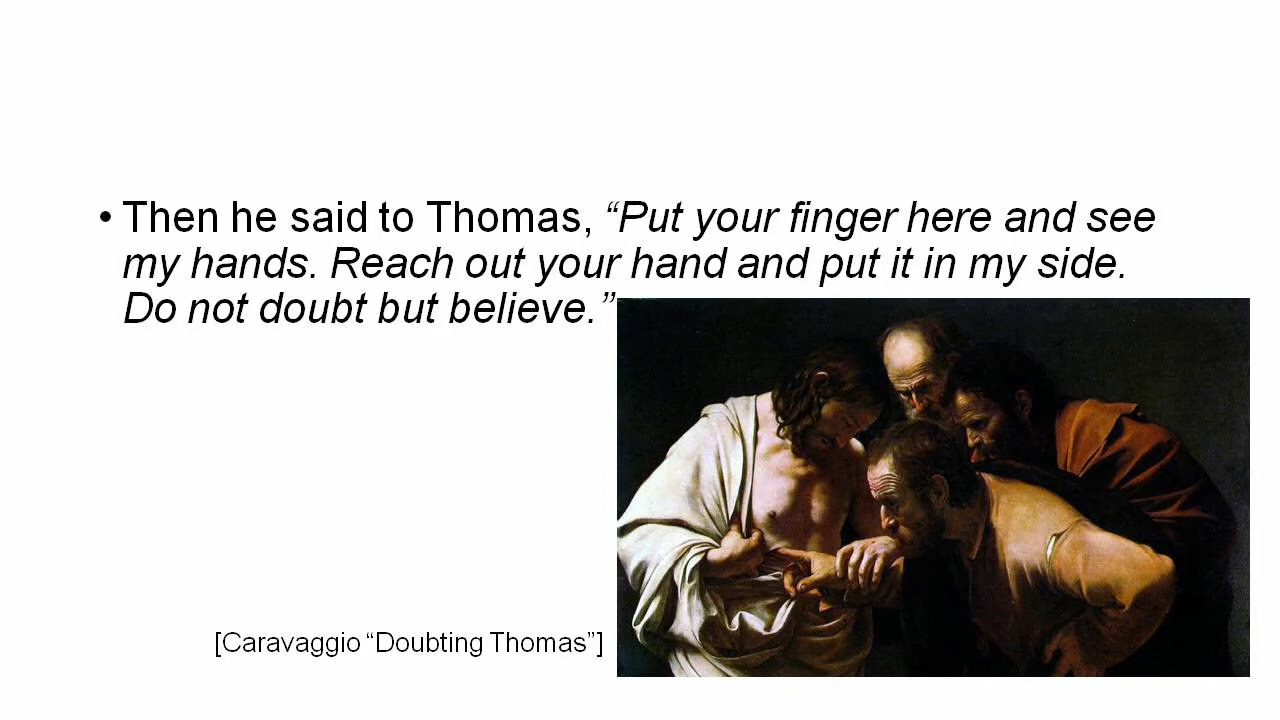 • Then he said to Thomas, “Put your finger here and see
my hands. Reach out your hand and put it in my side.
Do not doubt but believe.”
[Caravaggio “Doubting Thomas”]